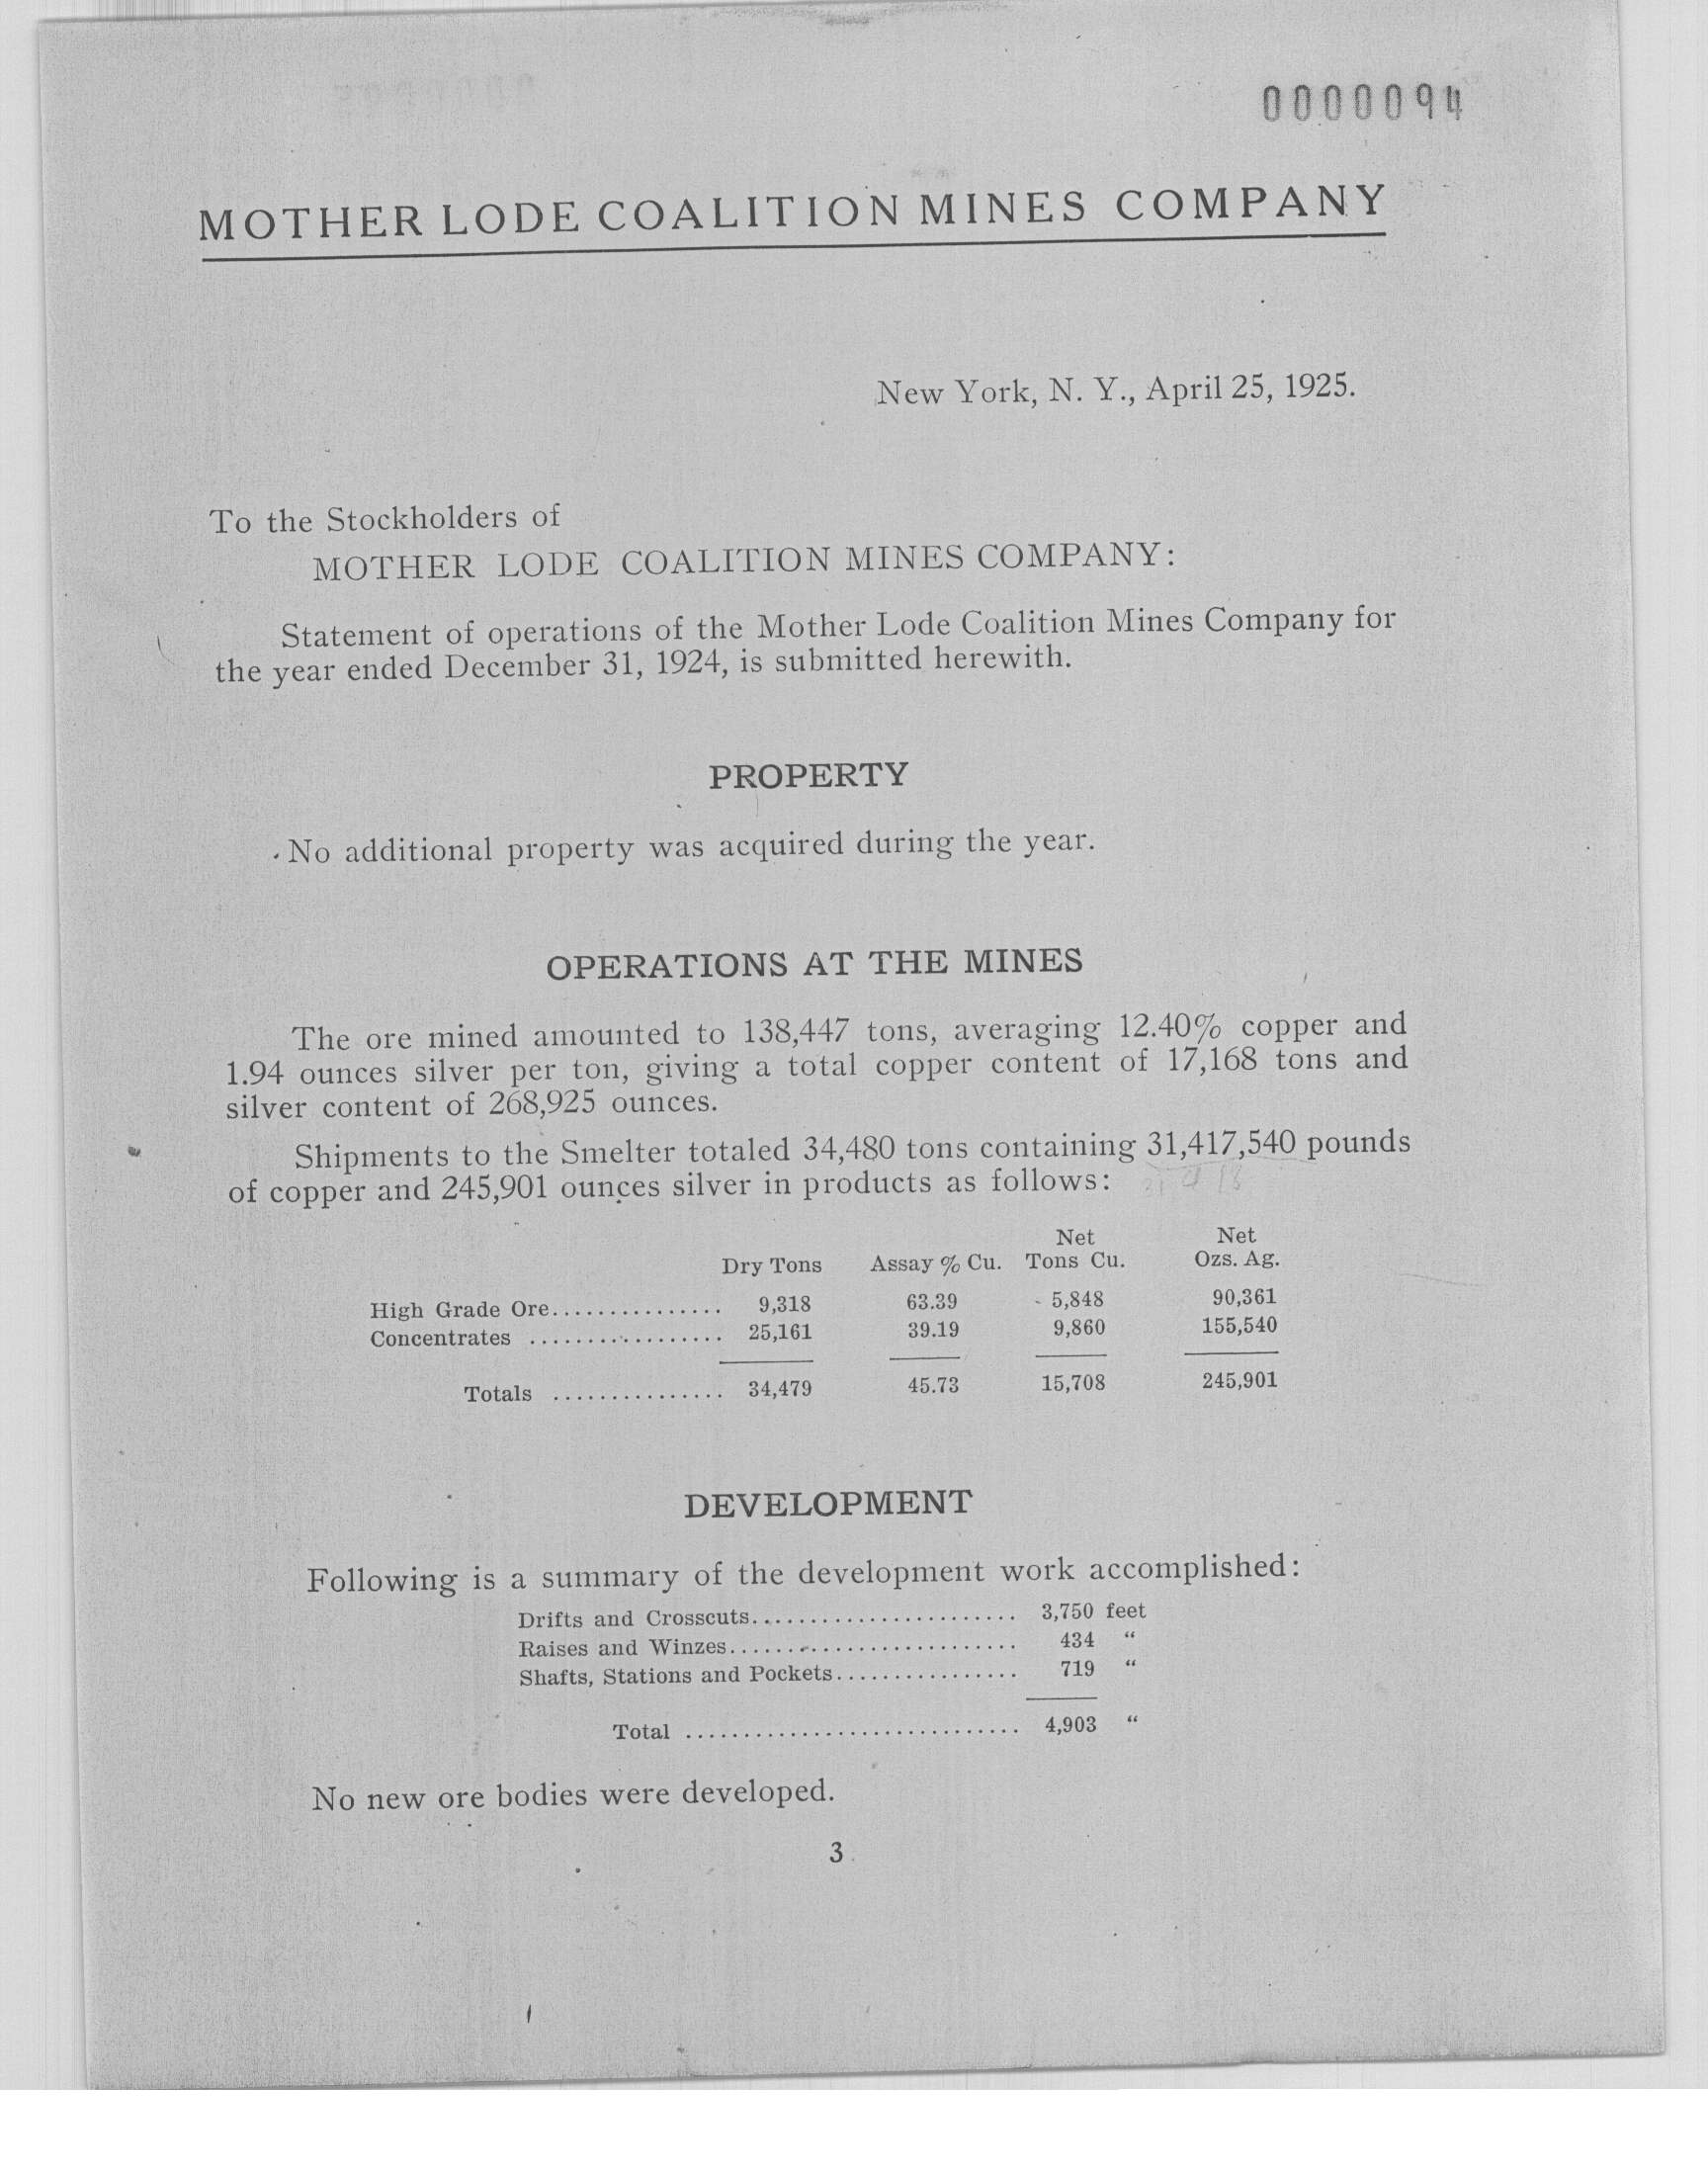 0000094
MOTHER LODE COALITION MINES COMPANY
New York, N. Y., April 25, 1925.
To the Stockholders of
MOTHER LODE COALITION MINES COMPANY:
Statement of operations of the Mother Lode Coalition Mines Company for
the year ended December 31, 1924, is submitted herewith.
PROPERTY
No additional property was acquired during the year.
OPERATIONS AT THE MINES
The ore mined amounted to 138,447 tons, averaging 12.40% copper and
1.94 ounces silver per ton, giving a total copper content of 17,168 tons and
silver content of 268,925 ounces.
Shipments to the Smelter totaled 34,480 tons containing 31,417,540 pounds
of copper and 245,901 ounces silver in products as follows:
Net Net
Dry Tons Assay % Cu. Tons Cu. Ozs. Ag.
High Grade Ore............... 9,318 63.39 5,848 90,361
Concentrates ................. 25,161 39.19 9,860 155,540
Totals ............... 34,479 45.73 15,708 245,901
DEVELOPMENT
Following is a summary of the development work accomplished:
Drifts and Crosscuts....................... 3,750 feet
Raises and Winzes......................... 434 “
Shafts, Stations and Pockets................ 719 “
Total ............................. 4,903 “
No new ore bodies were developed.
3